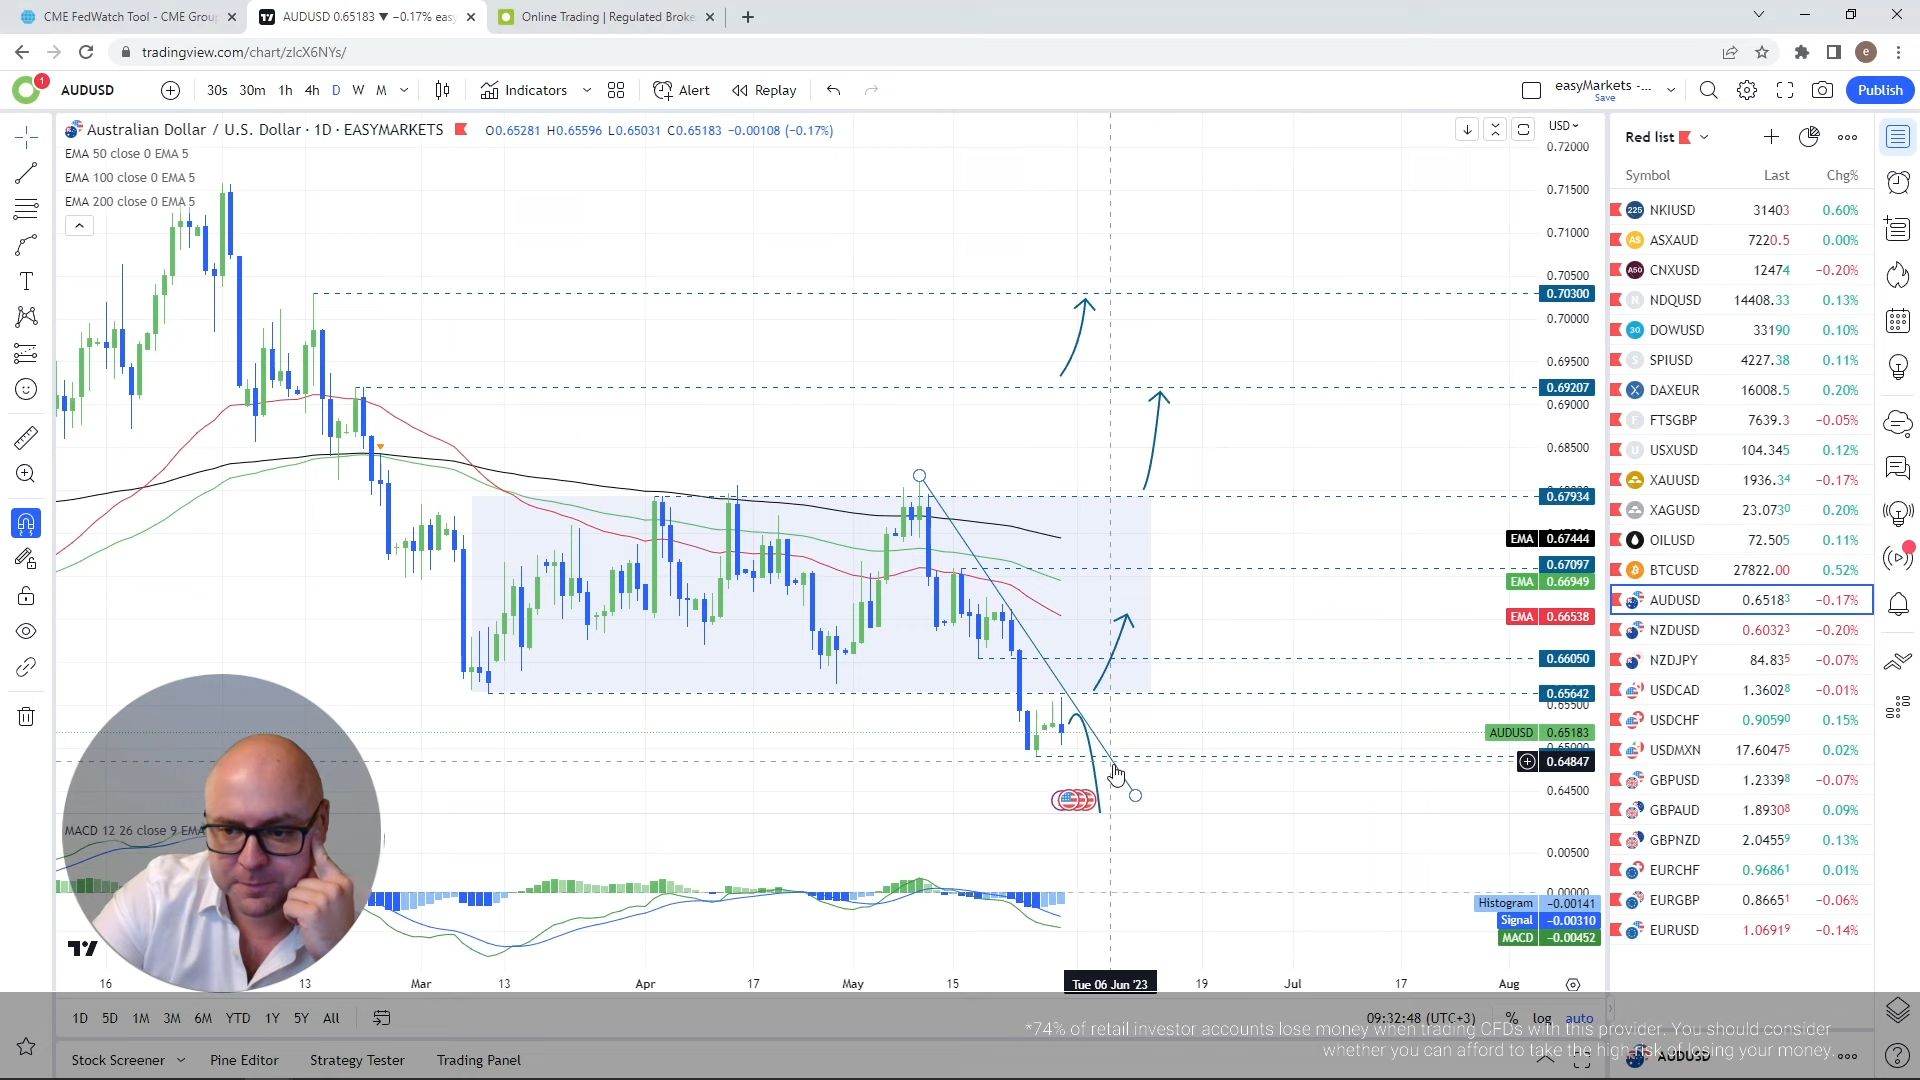 CME FedWatch Tool - CME Group
AUDUSD 0.65183 ▼ −0.17% easy
Online Trading | Regulated Broke
tradingview.com/chart/zlcX6NYs/
e
1
AUDUSD
30s 30m 1h 4h D W M
Indicators
Alert
Replay
easyMarkets -...
Save
Publish
Australian Dollar / U.S. Dollar · 1D · EASYMARKETS
O0.65281 H0.65596 L0.65031 C0.65183 −0.00108 (−0.17%)
EMA 50 close 0 EMA 5
EMA 100 close 0 EMA 5
EMA 200 close 0 EMA 5
USD
0.72000
0.71500
0.71000
0.70500
0.70300
0.70000
0.69500
0.69207
0.69000
0.68500
0.67934
EMA 0.67444
0.67097
EMA 0.66949
EMA 0.66538
0.66050
0.65642
0.65500
AUDUSD 0.65183
0.65000
0.64847
0.64500
MACD 12 26 close 9 EMA
0.00500
0.00000
Histogram −0.00141
Signal −0.00310
MACD −0.00452
16 13 Mar 13 Apr 17 May 15 Tue 06 Jun '23 19 Jul 17 Aug
1D 5D 1M 3M 6M YTD 1Y 5Y All
09:32:48 (UTC+3) % log auto
Stock Screener
Pine Editor
Strategy Tester
Trading Panel
*74% of retail investor accounts lose money when trading CFDs with this provider. You should consider
whether you can afford to take the high risk of losing your money.
Red list
Symbol Last Chg%
225 NKIUSD 31403 0.60%
AS ASXAUD 7220.5 0.00%
A50 CNXUSD 12474 −0.20%
N NDQUSD 14408.33 0.13%
30 DOWUSD 33190 0.10%
S SPIUSD 4227.38 0.11%
X DAXEUR 16008.5 0.20%
F FTSGBP 7639.3 −0.05%
U USXUSD 104.345 0.12%
XAUUSD 1936.34 −0.17%
XAGUSD 23.0730 0.20%
OILUSD 72.505 0.11%
BTCUSD 27822.00 0.52%
AUDUSD 0.65183 −0.17%
NZDUSD 0.60323 −0.20%
NZDJPY 84.835 −0.07%
USDCAD 1.36028 −0.01%
USDCHF 0.90590 0.15%
USDMXN 17.60475 0.02%
GBPUSD 1.23398 −0.07%
GBPAUD 1.89308 0.09%
GBPNZD 2.04559 0.13%
EURCHF 0.96861 0.01%
EURGBP 0.86651 −0.06%
EURUSD 1.06919 −0.14%
AUDUSD